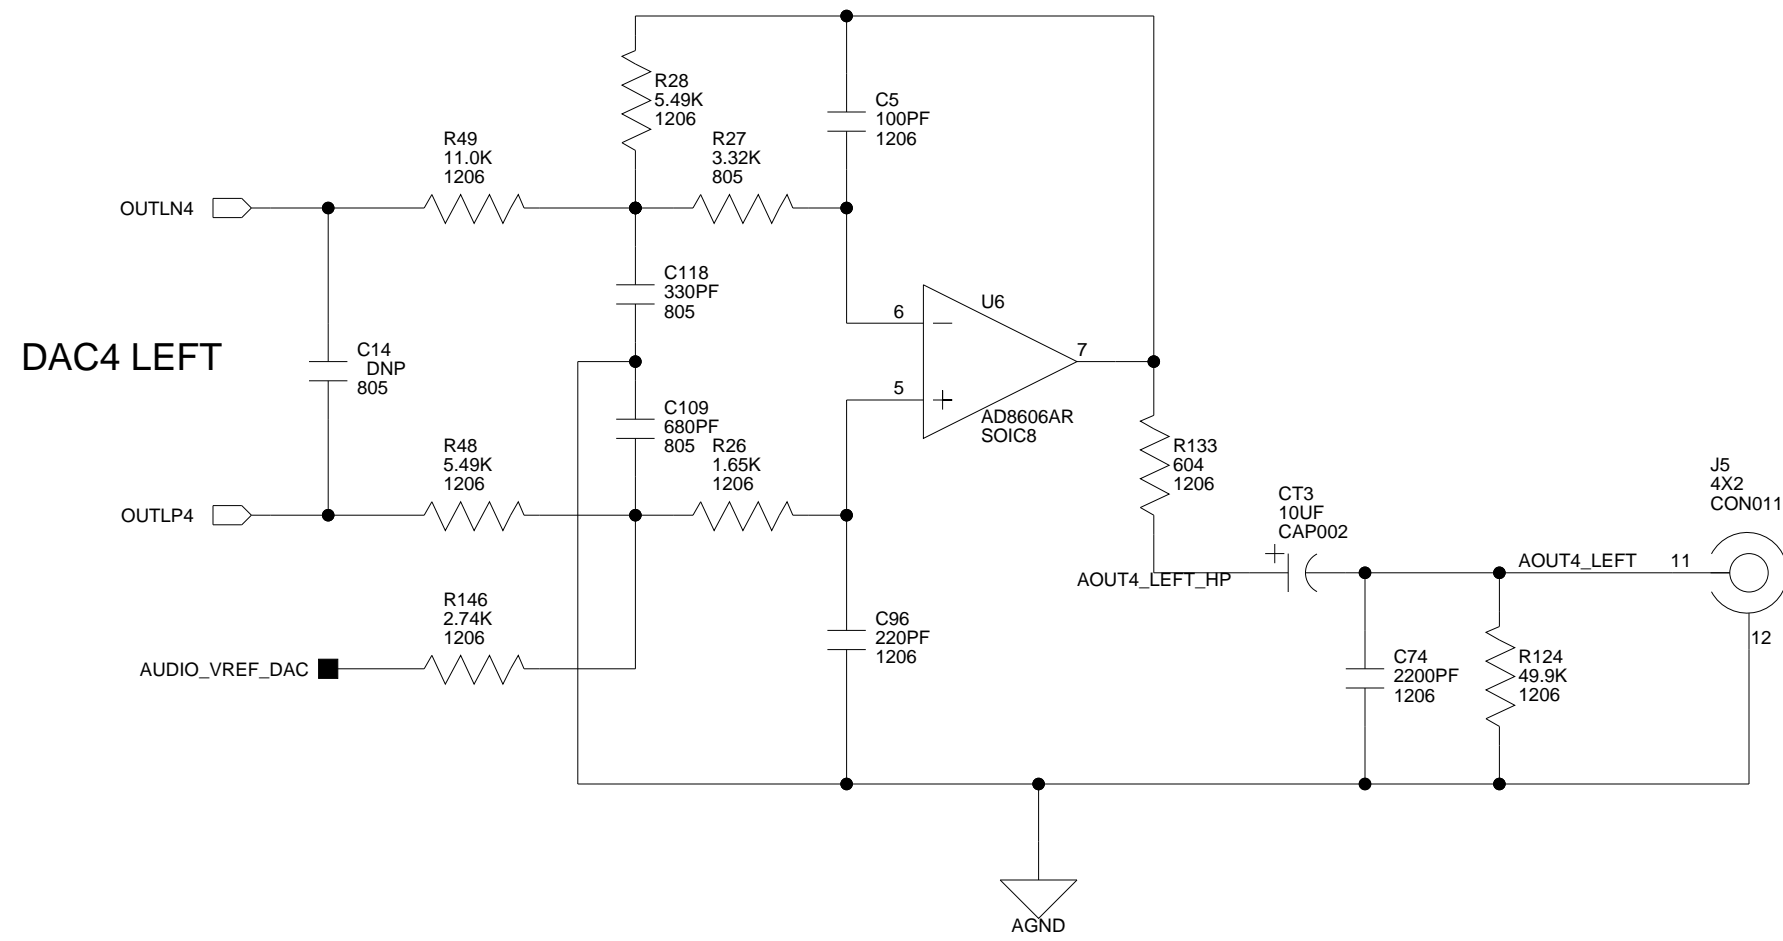 R28
5.49K
1206
C5
100PF
1206
R49
11.0K
1206
R27
3.32K
805
OUTLN4
C118
330PF
805
U6
6
7
5
AD8606AR
SOIC8
DAC4 LEFT
C14
DNP
805
C109
680PF
805
R48
5.49K
1206
R26
1.65K
1206
OUTLP4
R133
604
1206
CT3
10UF
CAP002
J5
4X2
CON011
AOUT4_LEFT_HP
AOUT4_LEFT
11
12
R146
2.74K
1206
AUDIO_VREF_DAC
C96
220PF
1206
C74
2200PF
1206
R124
49.9K
1206
AGND